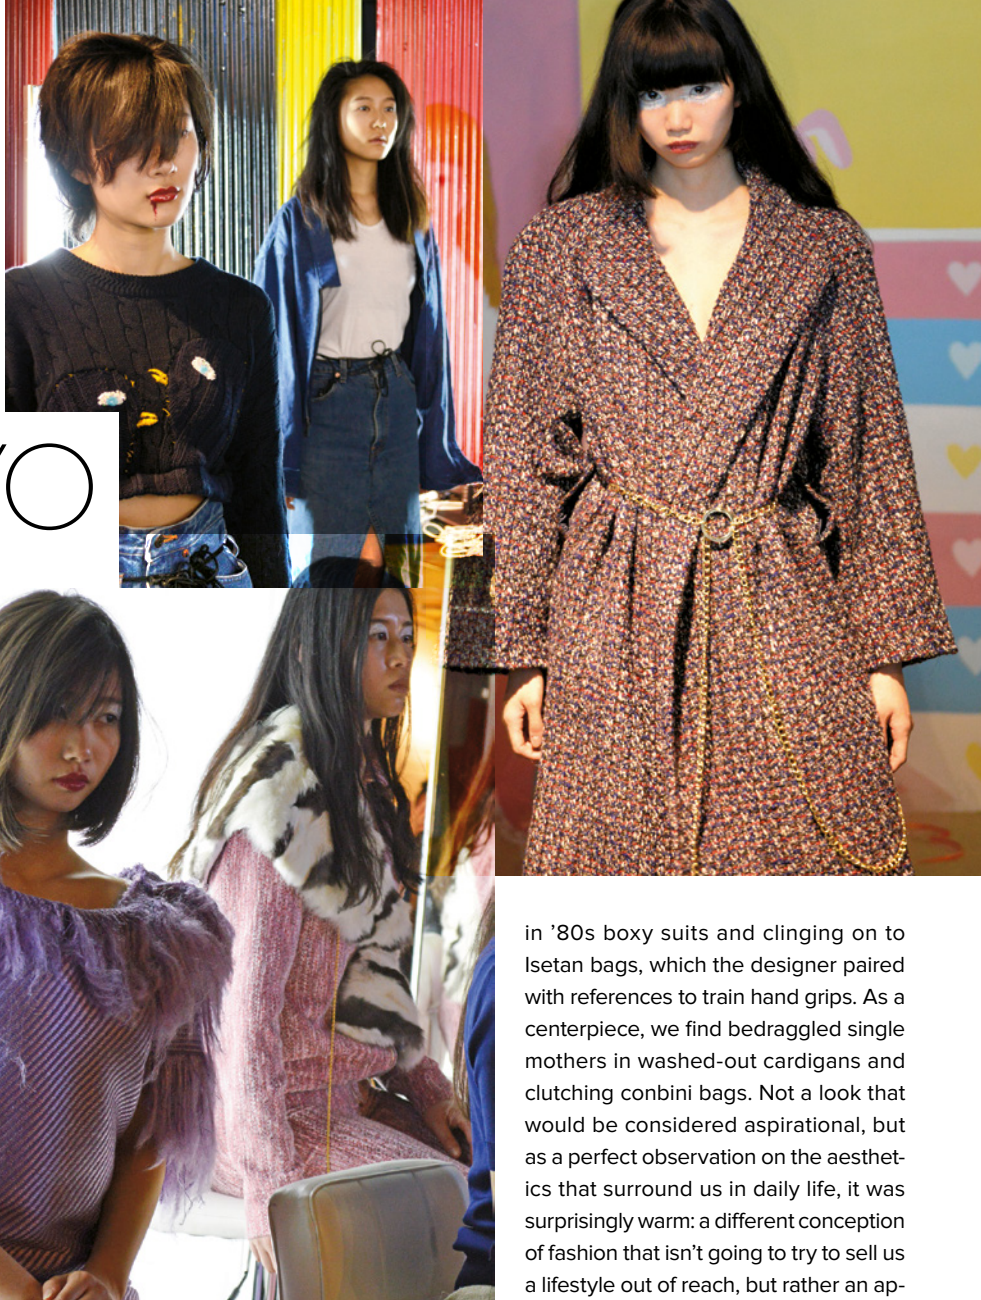 YO
in ’80s boxy suits and clinging on to
Isetan bags, which the designer paired
with references to train hand grips. As a
centerpiece, we find bedraggled single
mothers in washed-out cardigans and
clutching conbini bags. Not a look that
would be considered aspirational, but
as a perfect observation on the aesthet-
ics that surround us in daily life, it was
surprisingly warm: a different conception
of fashion that isn’t going to try to sell us
a lifestyle out of reach, but rather an ap-